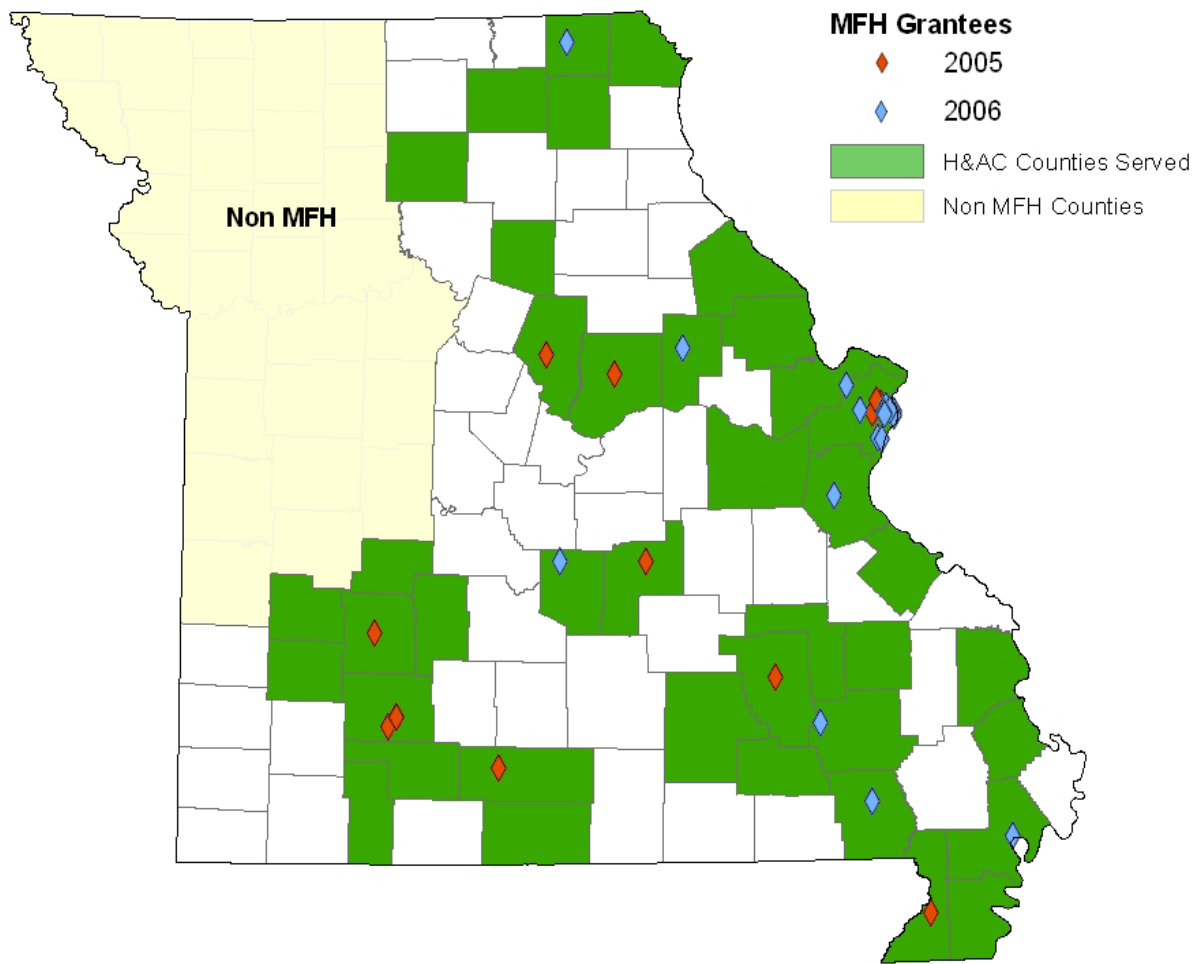 MFH Grantees
2005
2006
H&AC Counties Served
Non MFH Counties
Non MFH